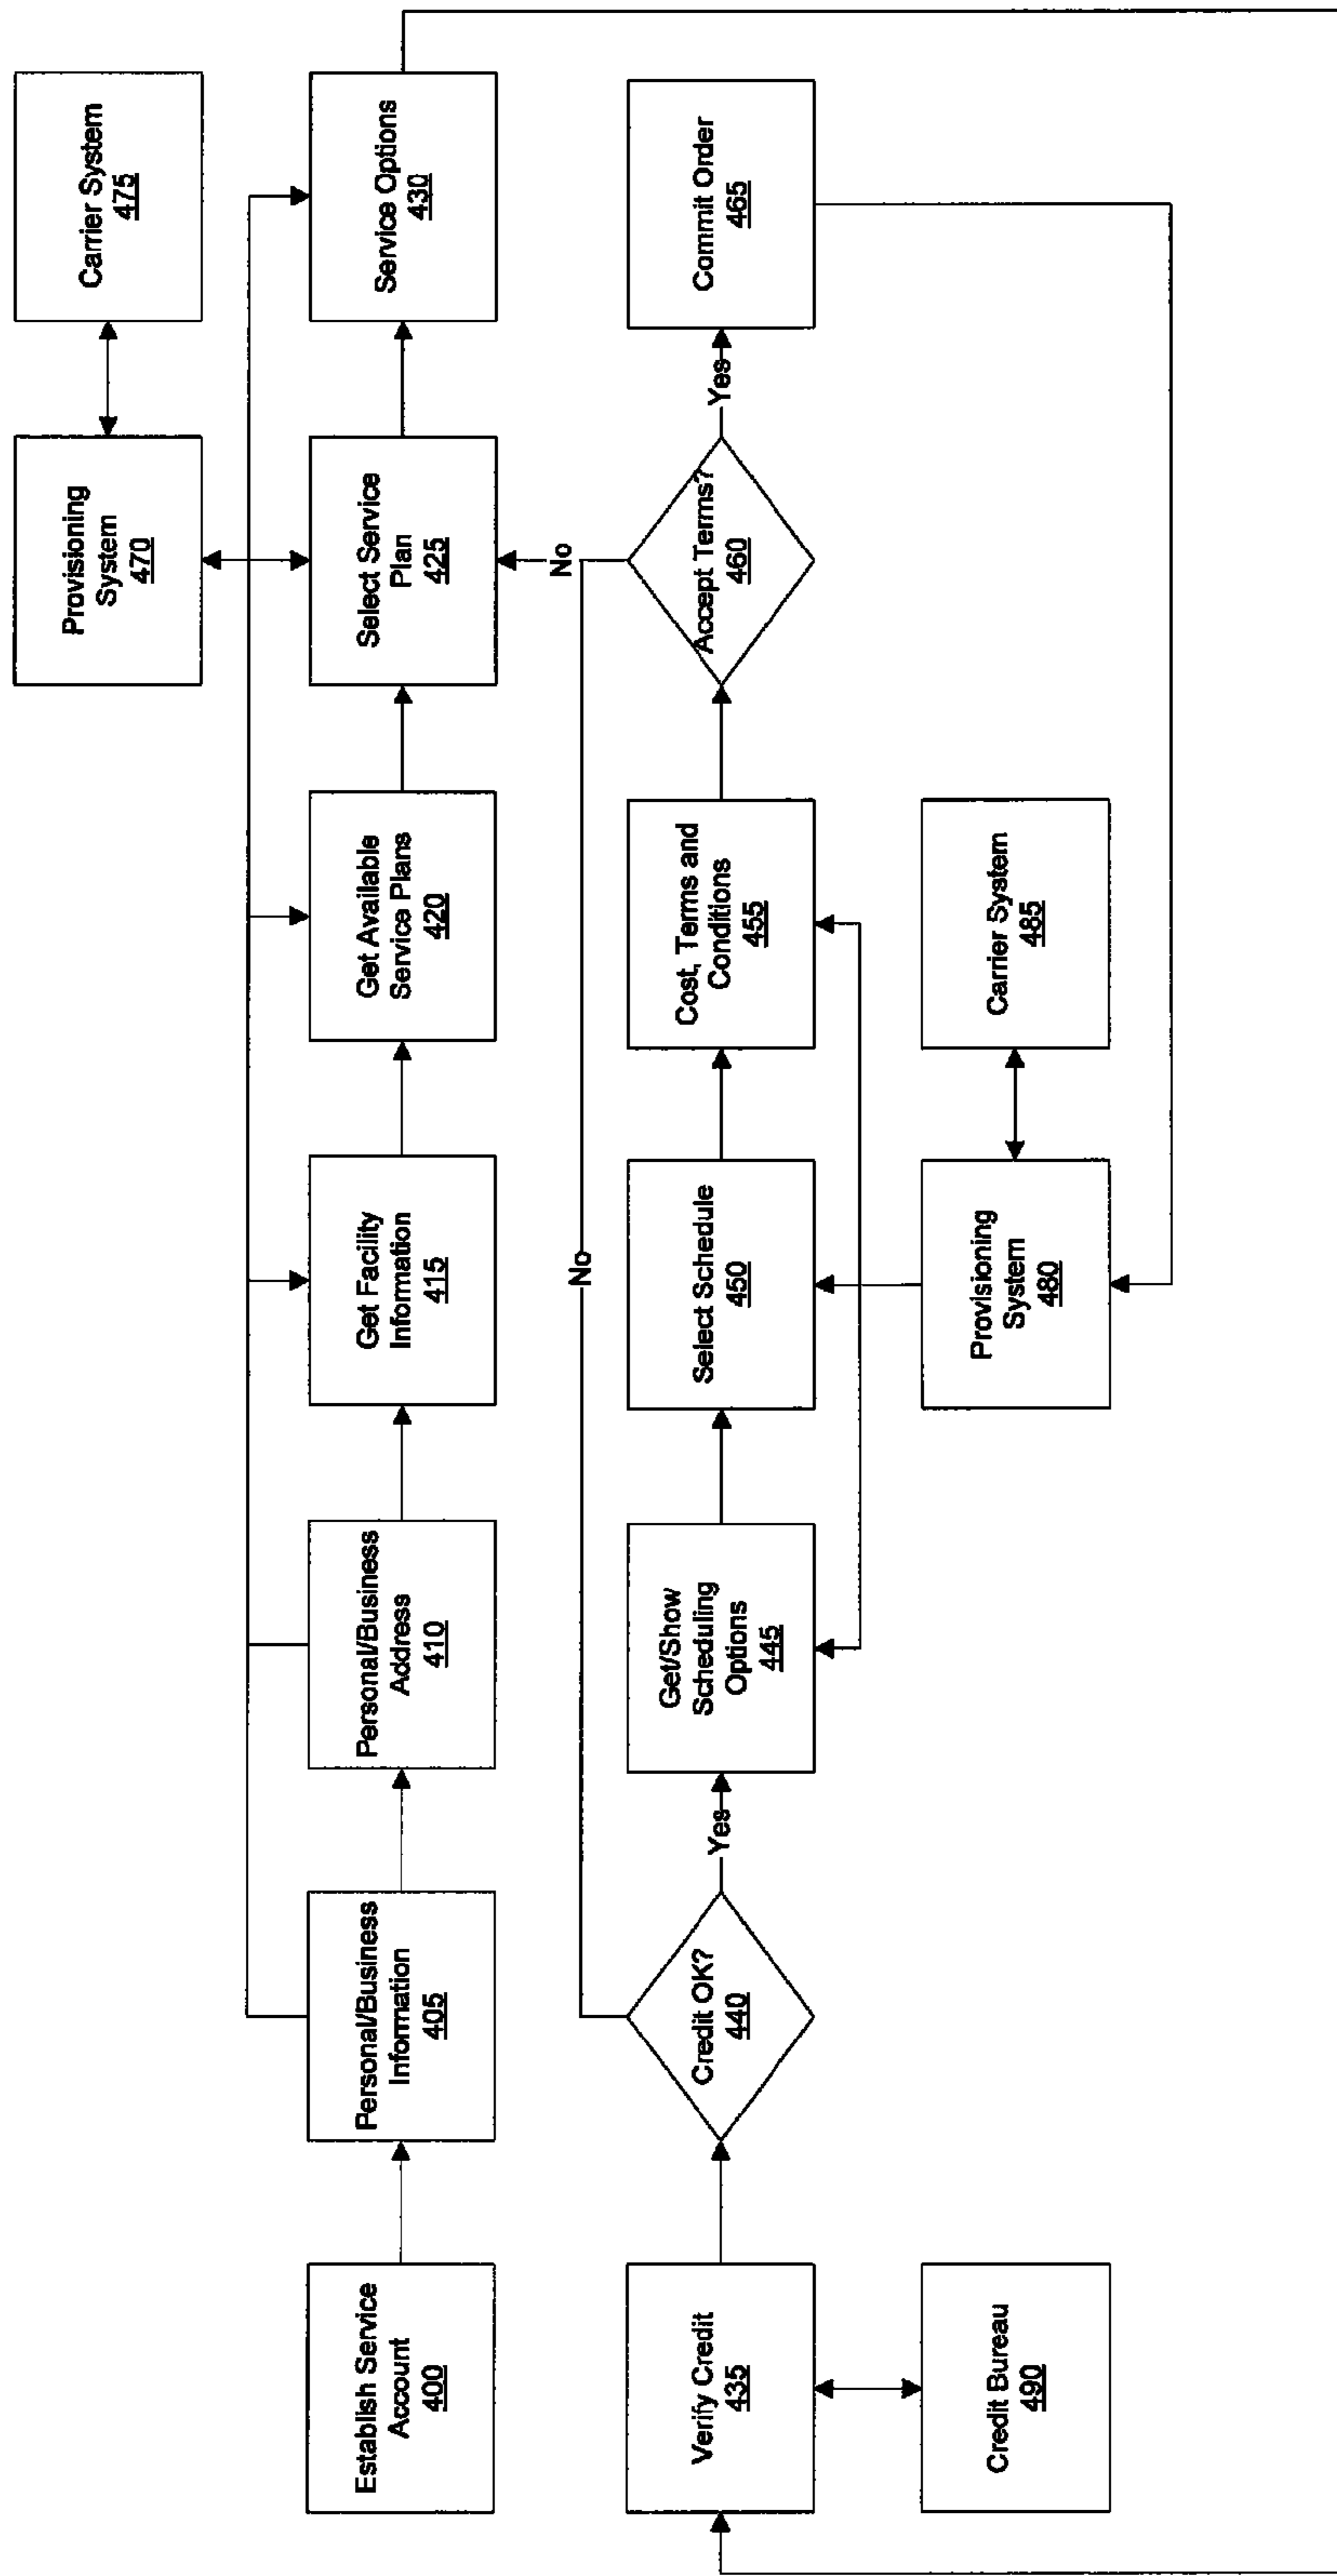 Carrier System
475
Provisioning
System
470
Establish Service
Account
400
Personal/Business
Information
405
Personal/Business
Address
410
Get Facility
Information
415
Get Available
Service Plans
420
Select Service
Plan
425
Service Options
430
No
No
Verify Credit
435
Credit OK?
440
Yes
Get/Show
Scheduling
Options
445
Select Schedule
450
Cost, Terms and
Conditions
455
Accept Terms?
460
Yes
Commit Order
465
Credit Bureau
490
Provisioning
System
480
Carrier System
485